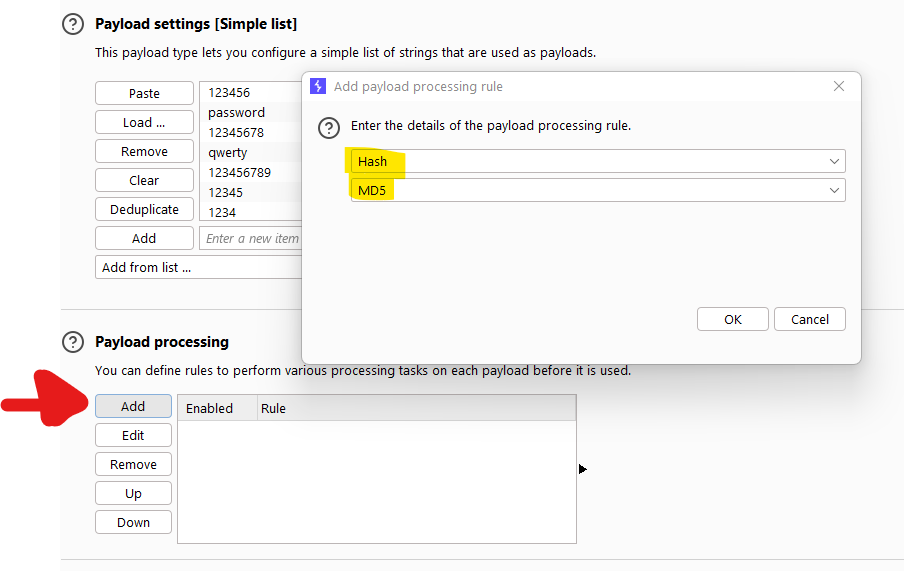 Payload settings [Simple list]
This payload type lets you configure a simple list of strings that are used as payloads.
Paste
Load ...
Remove
Clear
Deduplicate
Add
Add from list ...
123456
password
12345678
qwerty
123456789
12345
1234
Enter a new item
Add payload processing rule
Enter the details of the payload processing rule.
Hash
MD5
OK
Cancel
Payload processing
You can define rules to perform various processing tasks on each payload before it is used.
Add
Edit
Remove
Up
Down
Enabled
Rule